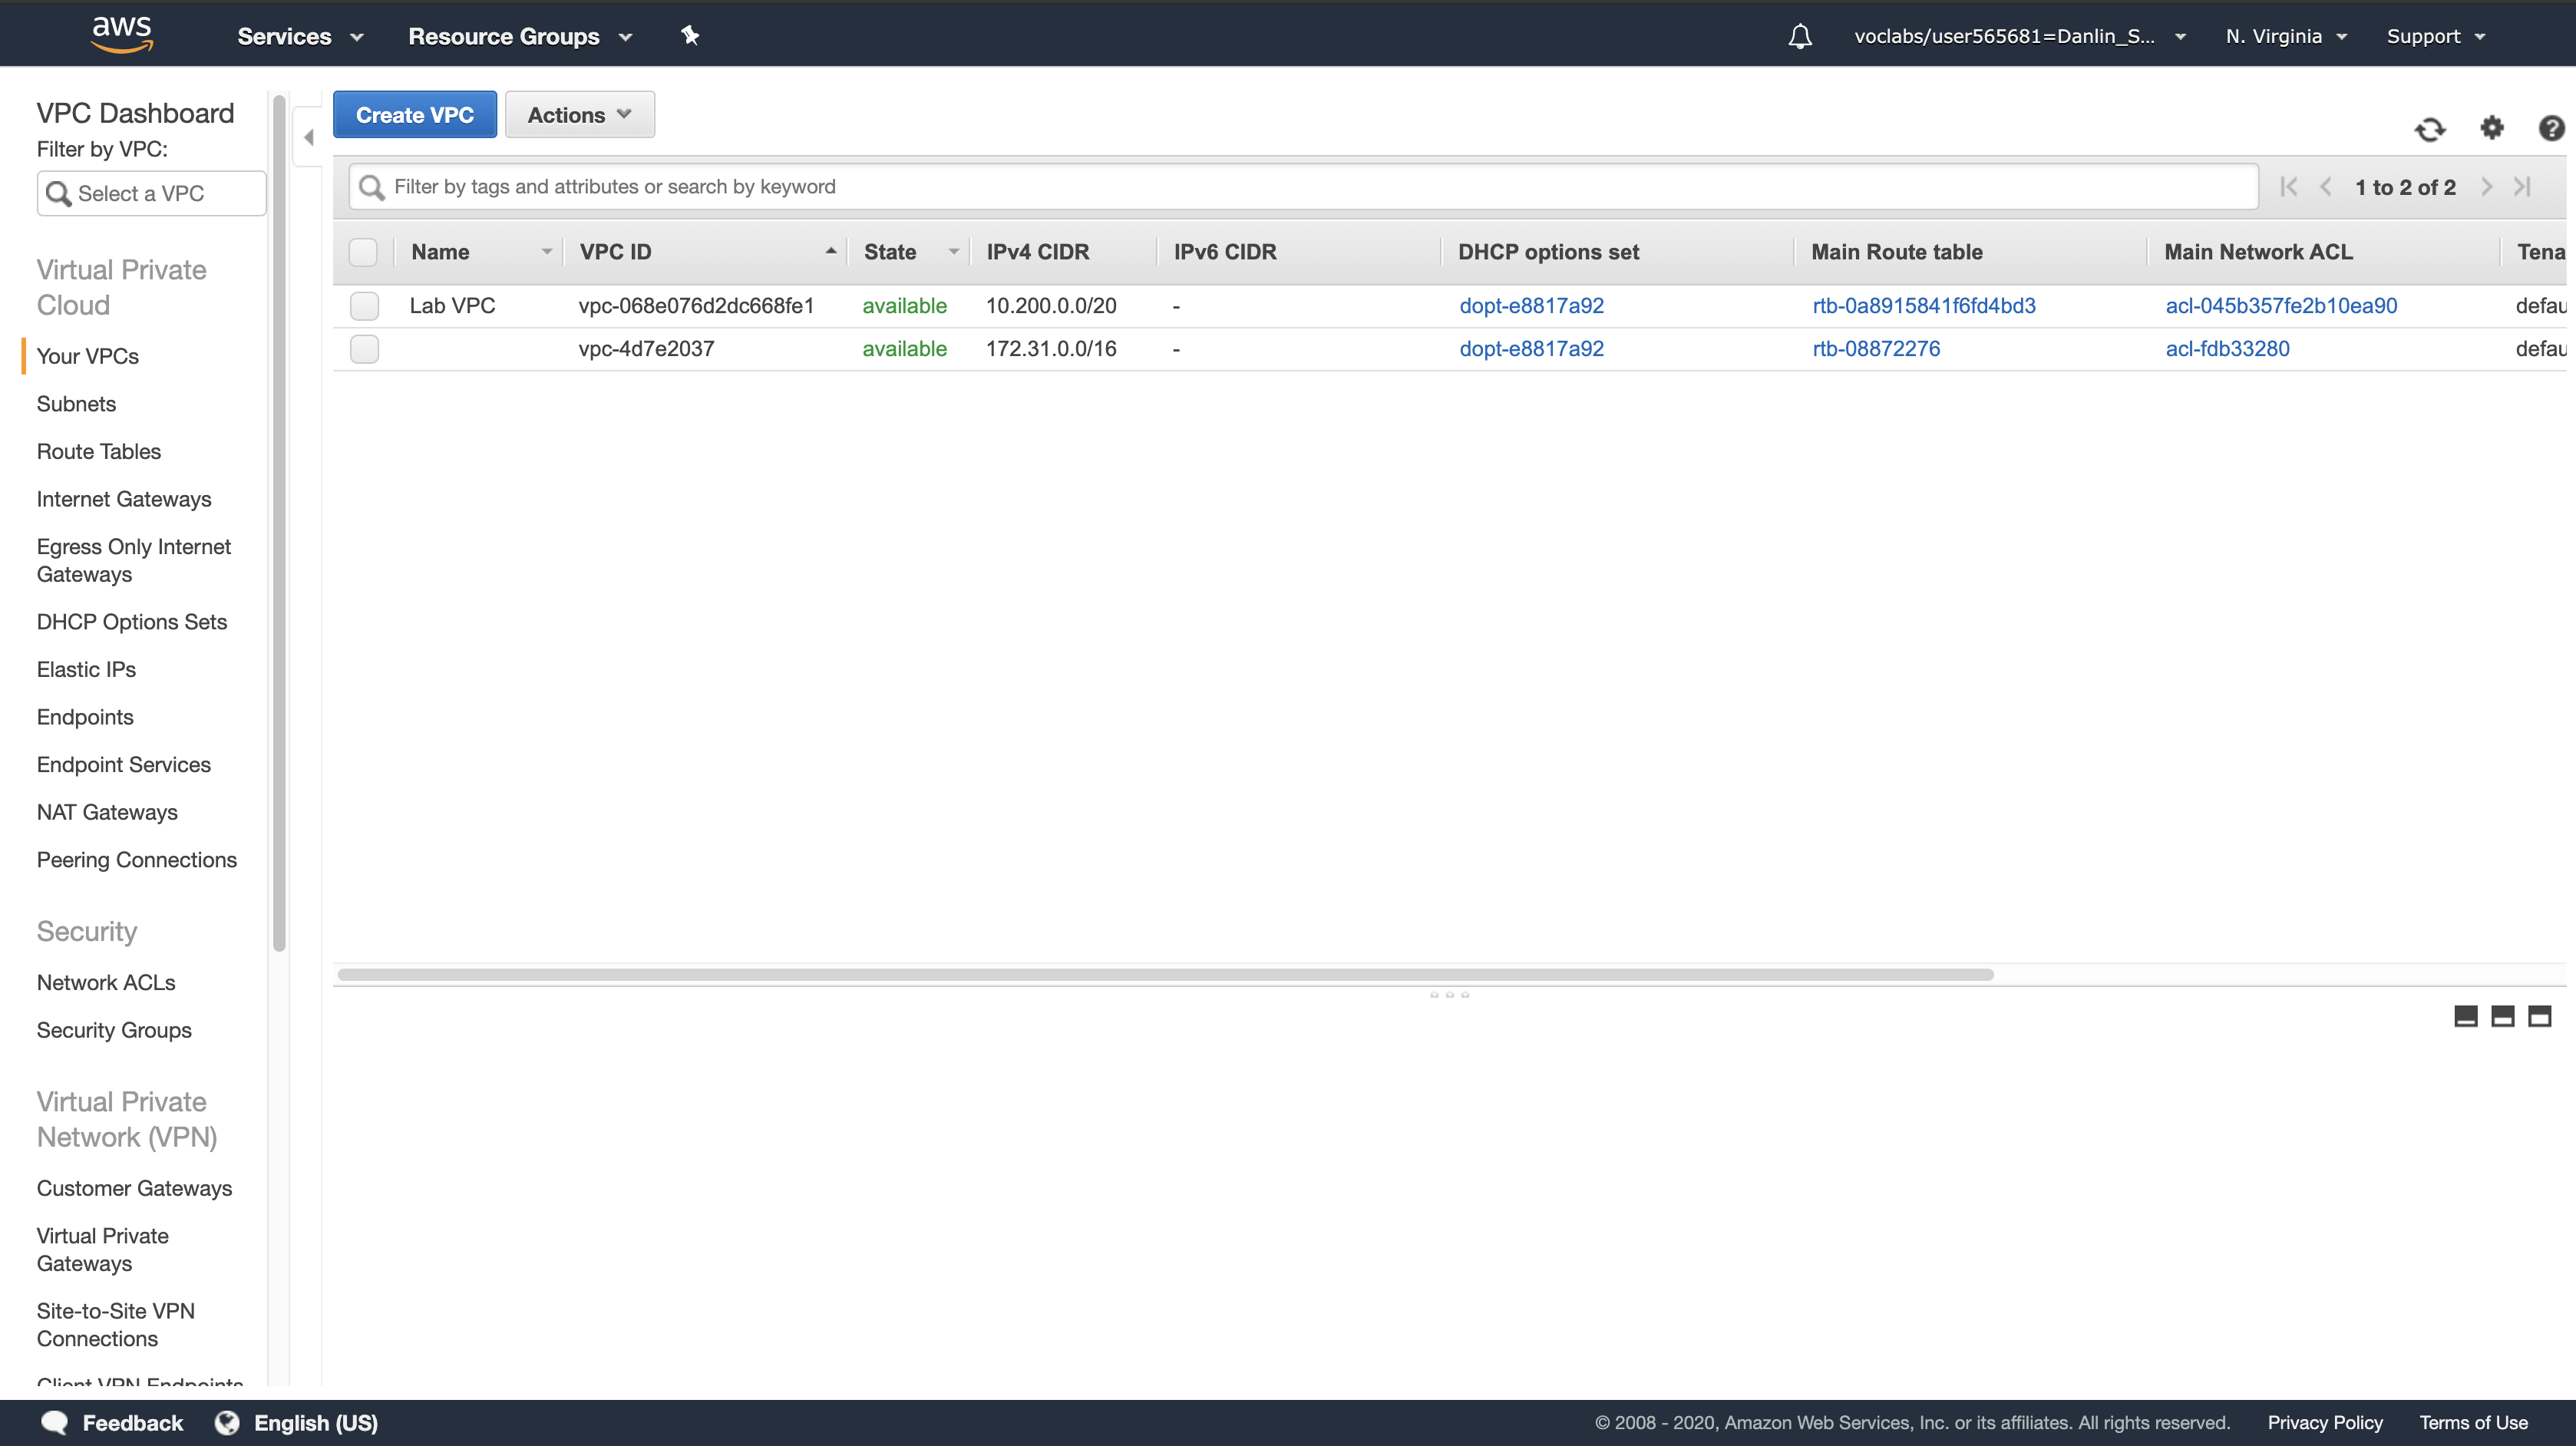 aws Services Resource Groups voclabs/user565681=Danlin_S... N. Virginia Support
VPC Dashboard
Filter by VPC:
Select a VPC
Virtual Private
Cloud
Your VPCs
Subnets
Route Tables
Internet Gateways
Egress Only Internet
Gateways
DHCP Options Sets
Elastic IPs
Endpoints
Endpoint Services
NAT Gateways
Peering Connections
Security
Network ACLs
Security Groups
Virtual Private
Network (VPN)
Customer Gateways
Virtual Private
Gateways
Site-to-Site VPN
Connections
Client VPN Endpoints
Create VPC Actions
Filter by tags and attributes or search by keyword 1 to 2 of 2
Name VPC ID State IPv4 CIDR IPv6 CIDR DHCP options set Main Route table Main Network ACL Tena
Lab VPC vpc-068e076d2dc668fe1 available 10.200.0.0/20 - dopt-e8817a92 rtb-0a8915841f6fd4bd3 acl-045b357fe2b10ea90 defau
vpc-4d7e2037 available 172.31.0.0/16 - dopt-e8817a92 rtb-08872276 acl-fdb33280 defau
Feedback English (US) © 2008 - 2020, Amazon Web Services, Inc. or its affiliates. All rights reserved. Privacy Policy Terms of Use